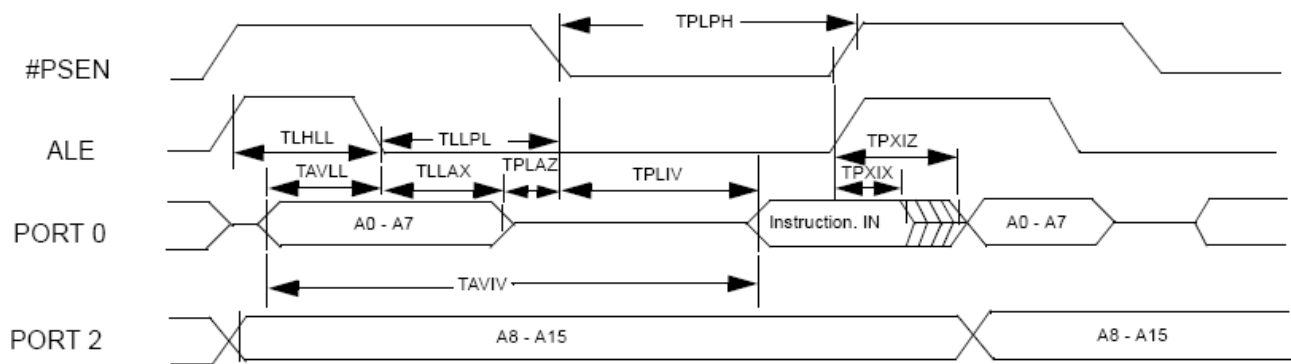 TPLPH
#PSEN
TLHLL
TLLPL
TPXIZ
ALE
TAVLL
TLLAX
TPLAZ
TPLIV
TPXIX
PORT 0
A0 - A7
Instruction. IN
A0 - A7
TAVIV
PORT 2
A8 - A15
A8 - A15